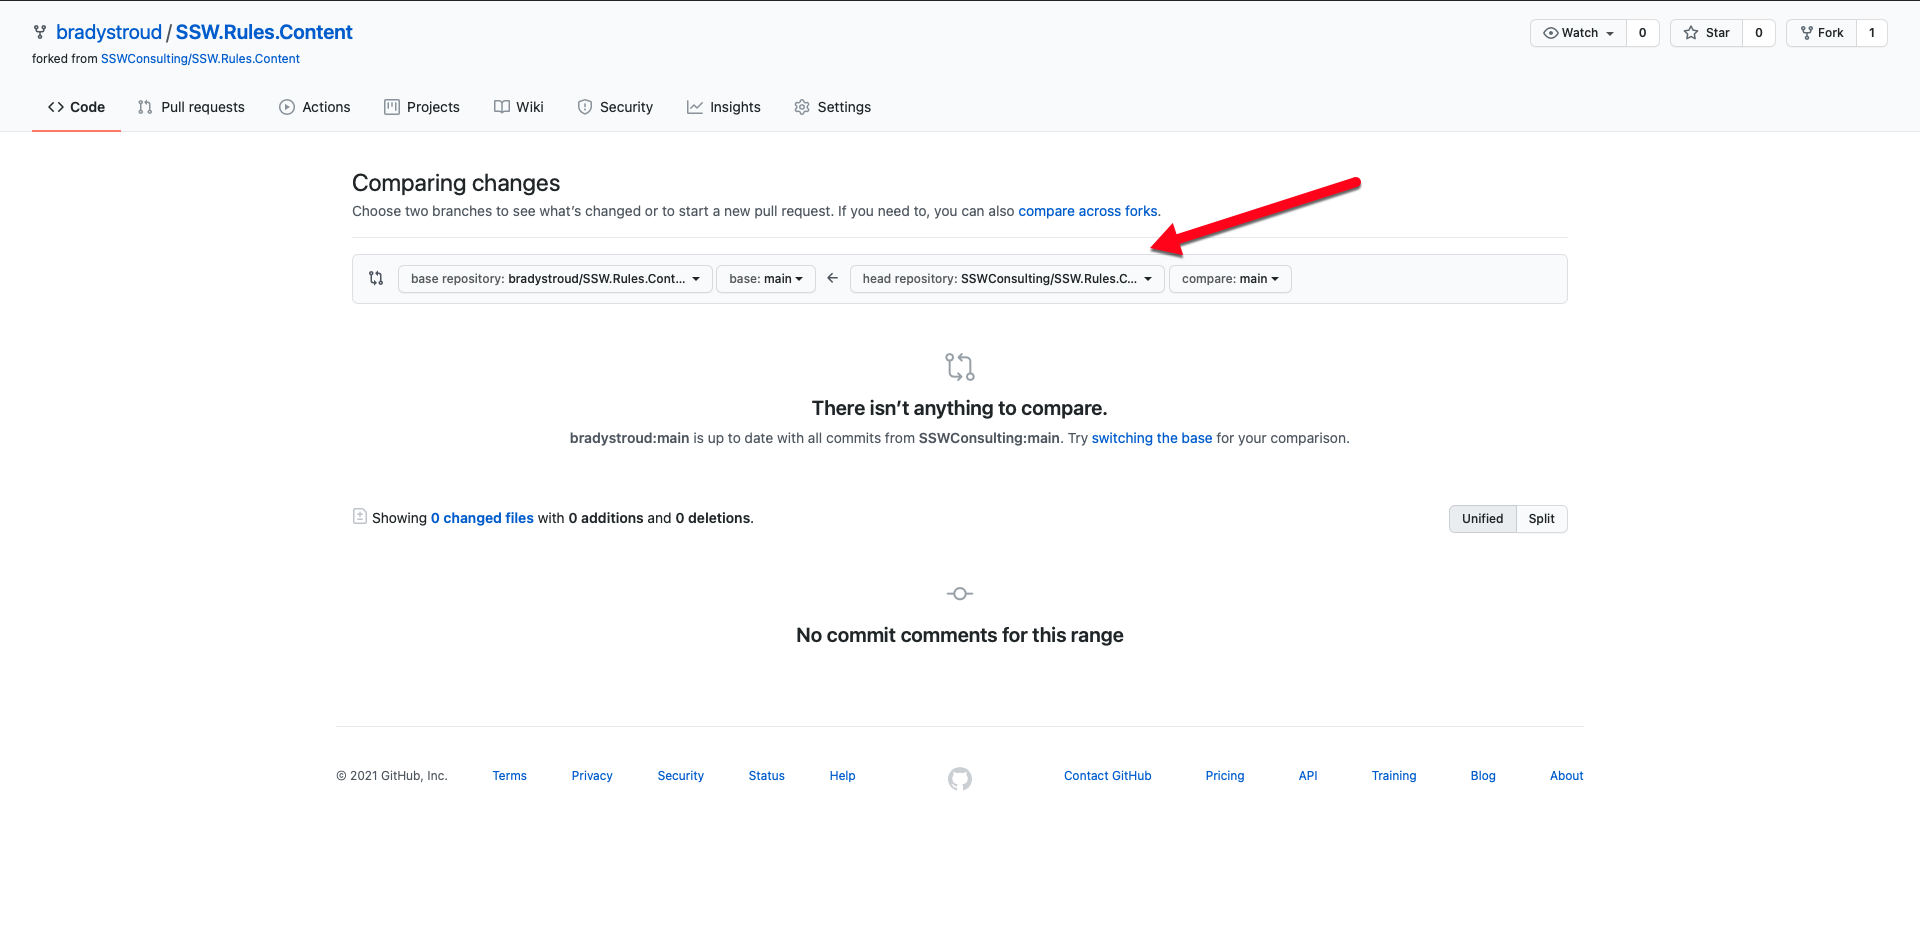 bradystroud / SSW.Rules.Content
Watch 0 Star 0 Fork 1
forked from SSWConsulting/SSW.Rules.Content
Code Pull requests Actions Projects Wiki Security Insights Settings
Comparing changes
Choose two branches to see what's changed or to start a new pull request. If you need to, you can also compare across forks.
base repository: bradystroud/SSW.Rules.Cont... base: main head repository: SSWConsulting/SSW.Rules.C... compare: main
There isn't anything to compare.
bradystroud:main is up to date with all commits from SSWConsulting:main. Try switching the base for your comparison.
Showing 0 changed files with 0 additions and 0 deletions.
Unified Split
No commit comments for this range
© 2021 GitHub, Inc. Terms Privacy Security Status Help Contact GitHub Pricing API Training Blog About